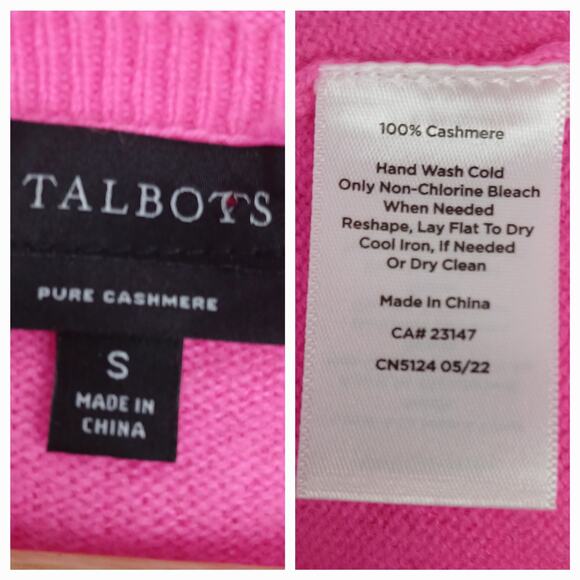 TALBOTS
PURE CASHMERE
S
MADE IN
CHINA
100% Cashmere
Hand Wash Cold
Only Non-Chlorine Bleach
When Needed
Reshape, Lay Flat To Dry
Cool Iron, If Needed
Or Dry Clean
Made In China
CA# 23147
CN5124 05/22